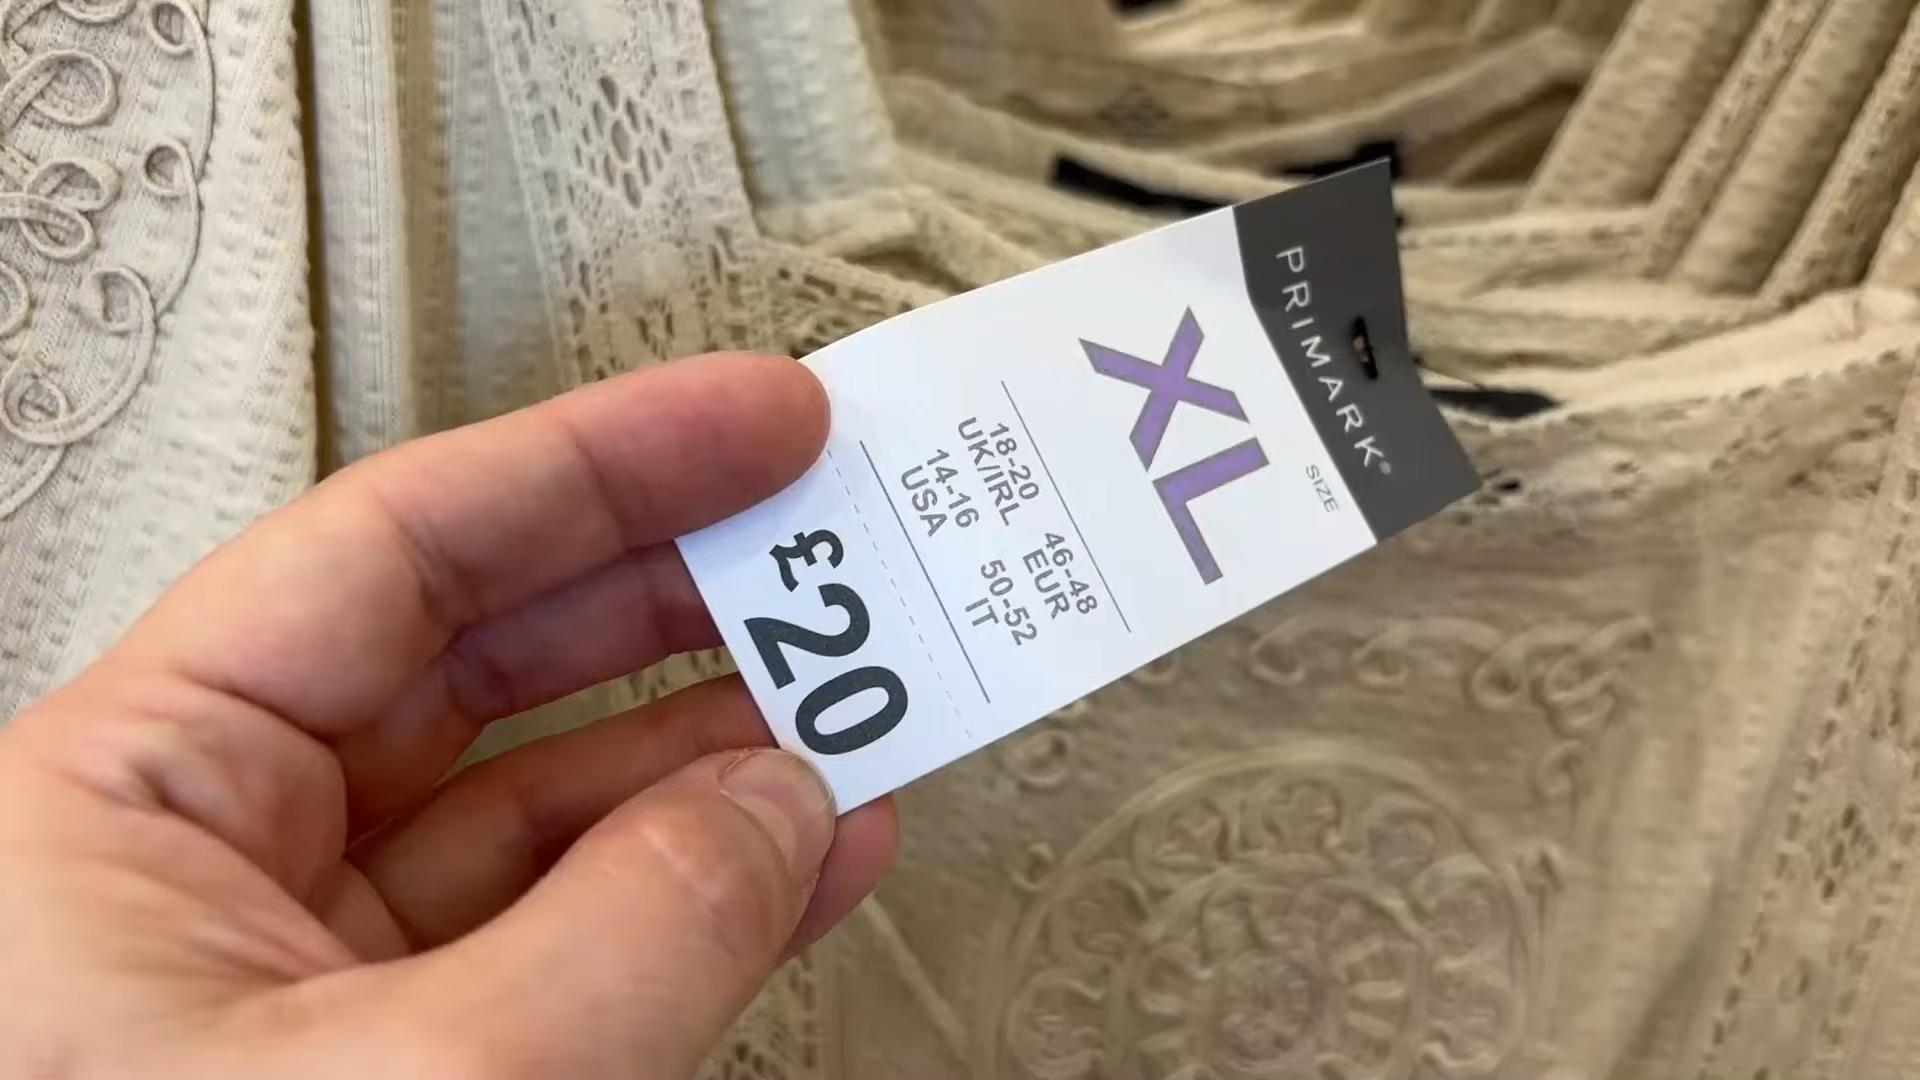 PRIMARK®
SIZE
XL
18-20 46-48
UK/IRL EUR
14-16 50-52
USA IT
£20